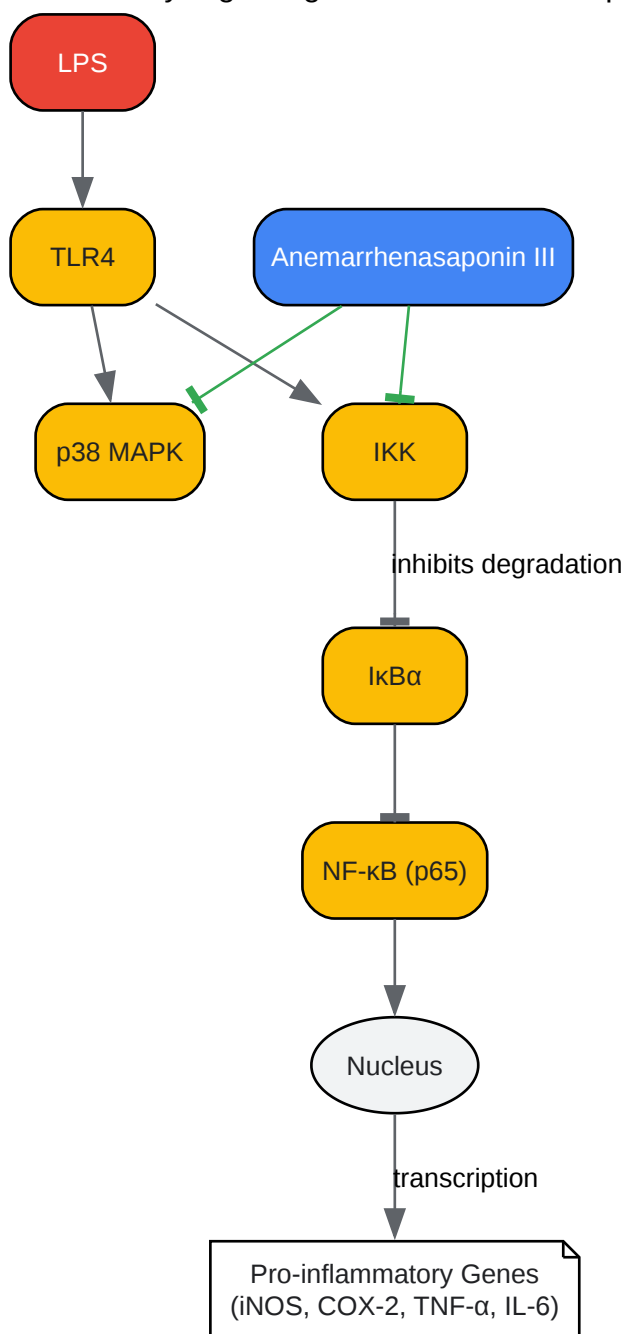 LPS
TLR4
Anemarrhenasaponin III
p38 MAPK
IKK
inhibits degradation
IκBα
NF-κB (p65)
Nucleus
transcription
Pro-inflammatory Genes
(iNOS, COX-2, TNF-α, IL-6)